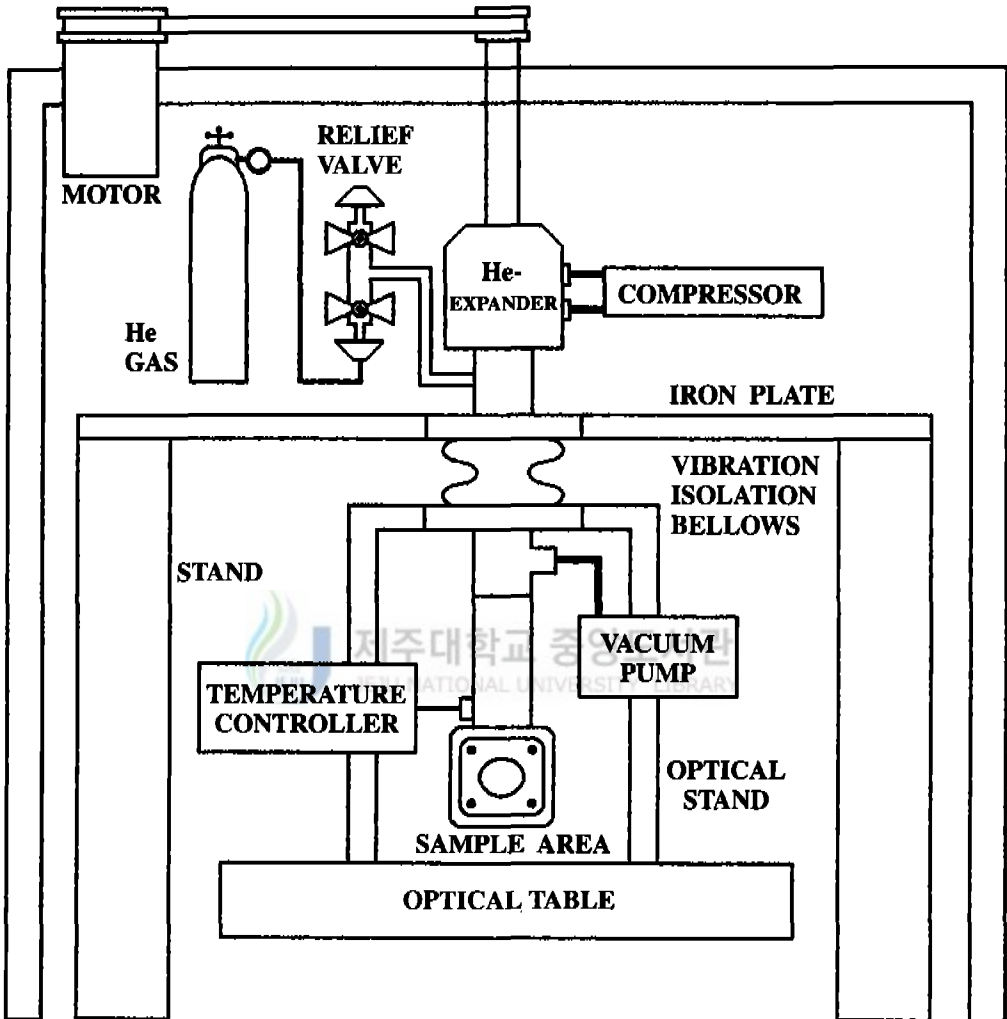 MOTOR
RELIEF
VALVE
He
GAS
He-
EXPANDER
COMPRESSOR
IRON PLATE
VIBRATION
ISOLATION
BELLOWS
STAND
제주대학교 중앙도서관
JEJU NATIONAL UNIVERSITY LIBRARY
VACUUM
PUMP
TEMPERATURE
CONTROLLER
OPTICAL
STAND
SAMPLE AREA
OPTICAL TABLE